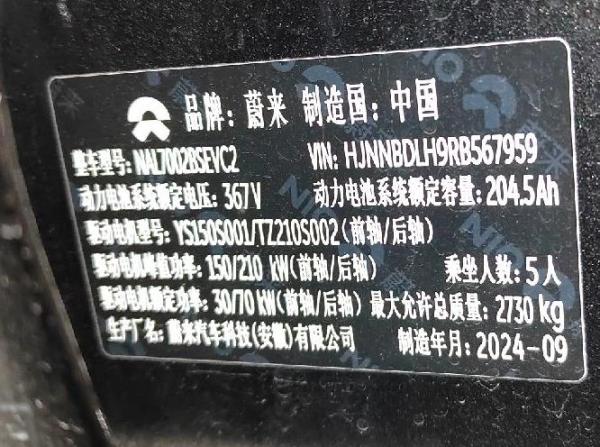 品牌: 蔚来 制造国: 中国
整车型号: NAL7002BSEVC2 VIN: HJNNBDLH9RB567959
动力电池系统额定电压: 367V 动力电池系统额定容量: 204.5Ah
驱动电机型号: YS150S001/TZ210S002(前轴/后轴)
驱动电机峰值功率: 150/210 kW(前轴/后轴) 乘坐人数: 5人
驱动电机额定功率: 30/70 kW(前轴/后轴) 最大允许总质量: 2730 kg
生产厂名: 蔚来汽车科技(安徽)有限公司 制造年月: 2024-09